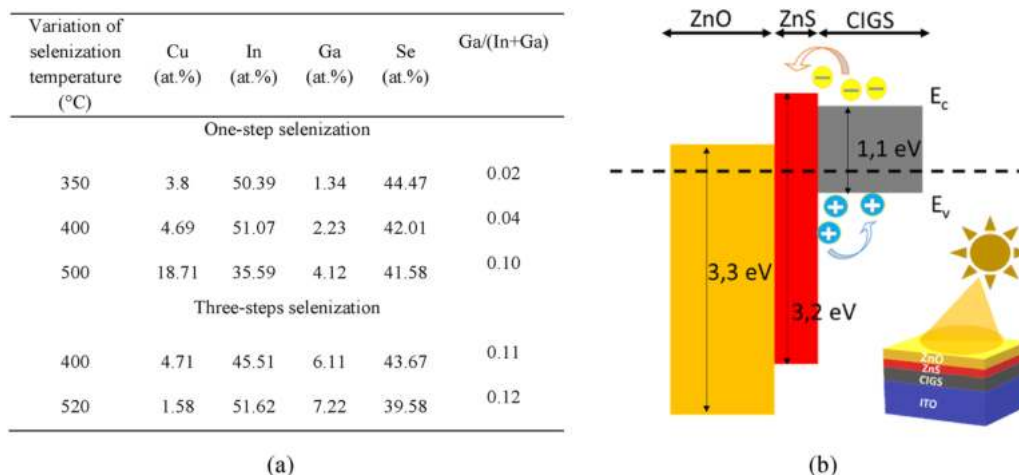 Variation of selenization temperature (°C) Cu (at.%) In (at.%) Ga (at.%) Se (at.%) Ga/(In+Ga)
One-step selenization
350 3.8 50.39 1.34 44.47 0.02
400 4.69 51.07 2.23 42.01 0.04
500 18.71 35.59 4.12 41.58 0.10
Three-steps selenization
400 4.71 45.51 6.11 43.67 0.11
520 1.58 51.62 7.22 39.58 0.12
(a)
ZnO ZnS CIGS
Ec
1,1 eV
Ev
3,3 eV
3,2 eV
ZnO
ZnS
CIGS
ITO
(b)